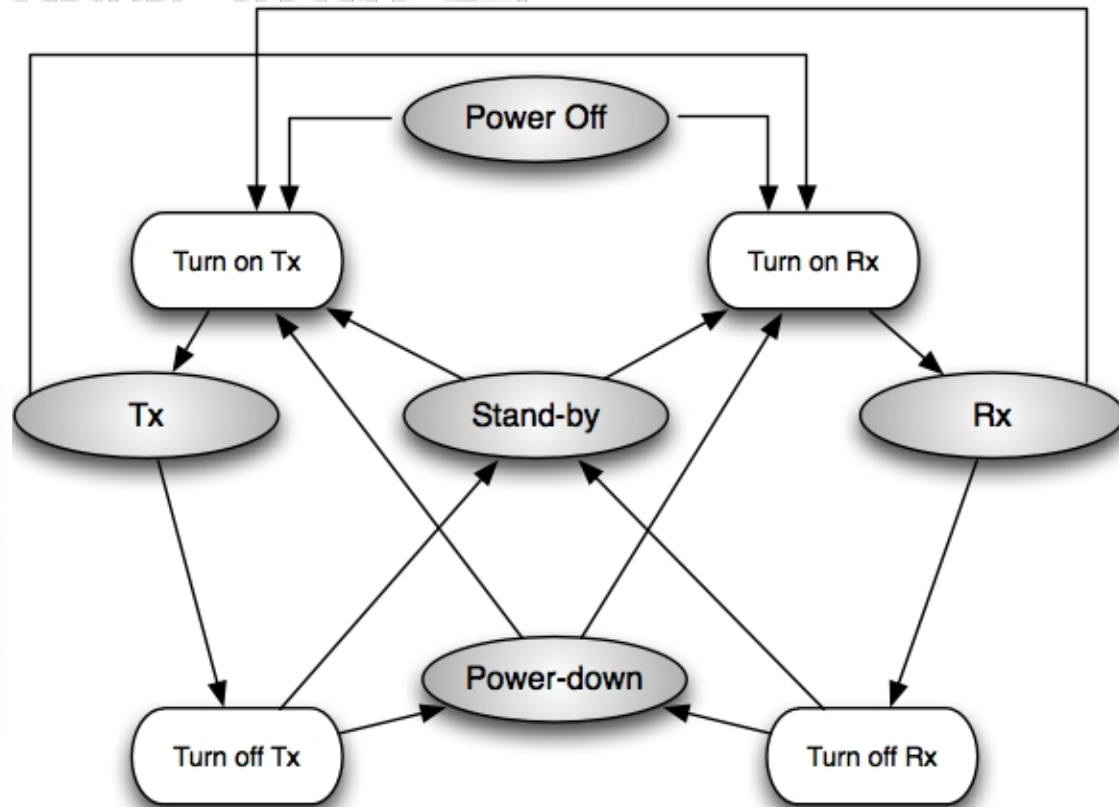 Power Off
Turn on Tx
Turn on Rx
Tx
Stand-by
Rx
Power-down
Turn off Tx
Turn off Rx